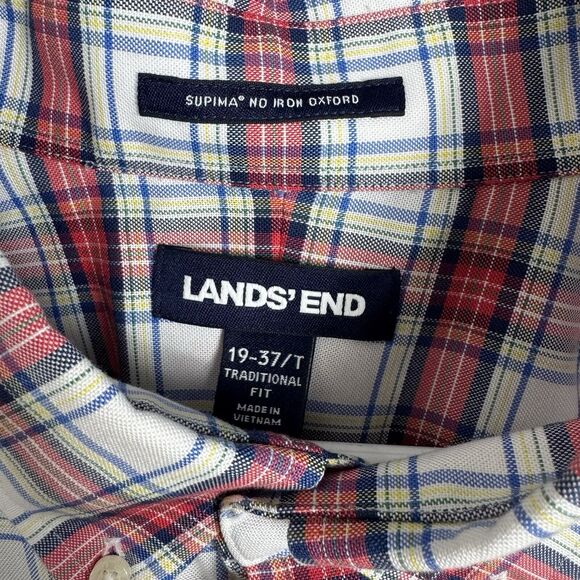 SUPIMA® NO IRON OXFORD
LANDS' END
19-37/T
TRADITIONAL
FIT
MADE IN
VIETNAM